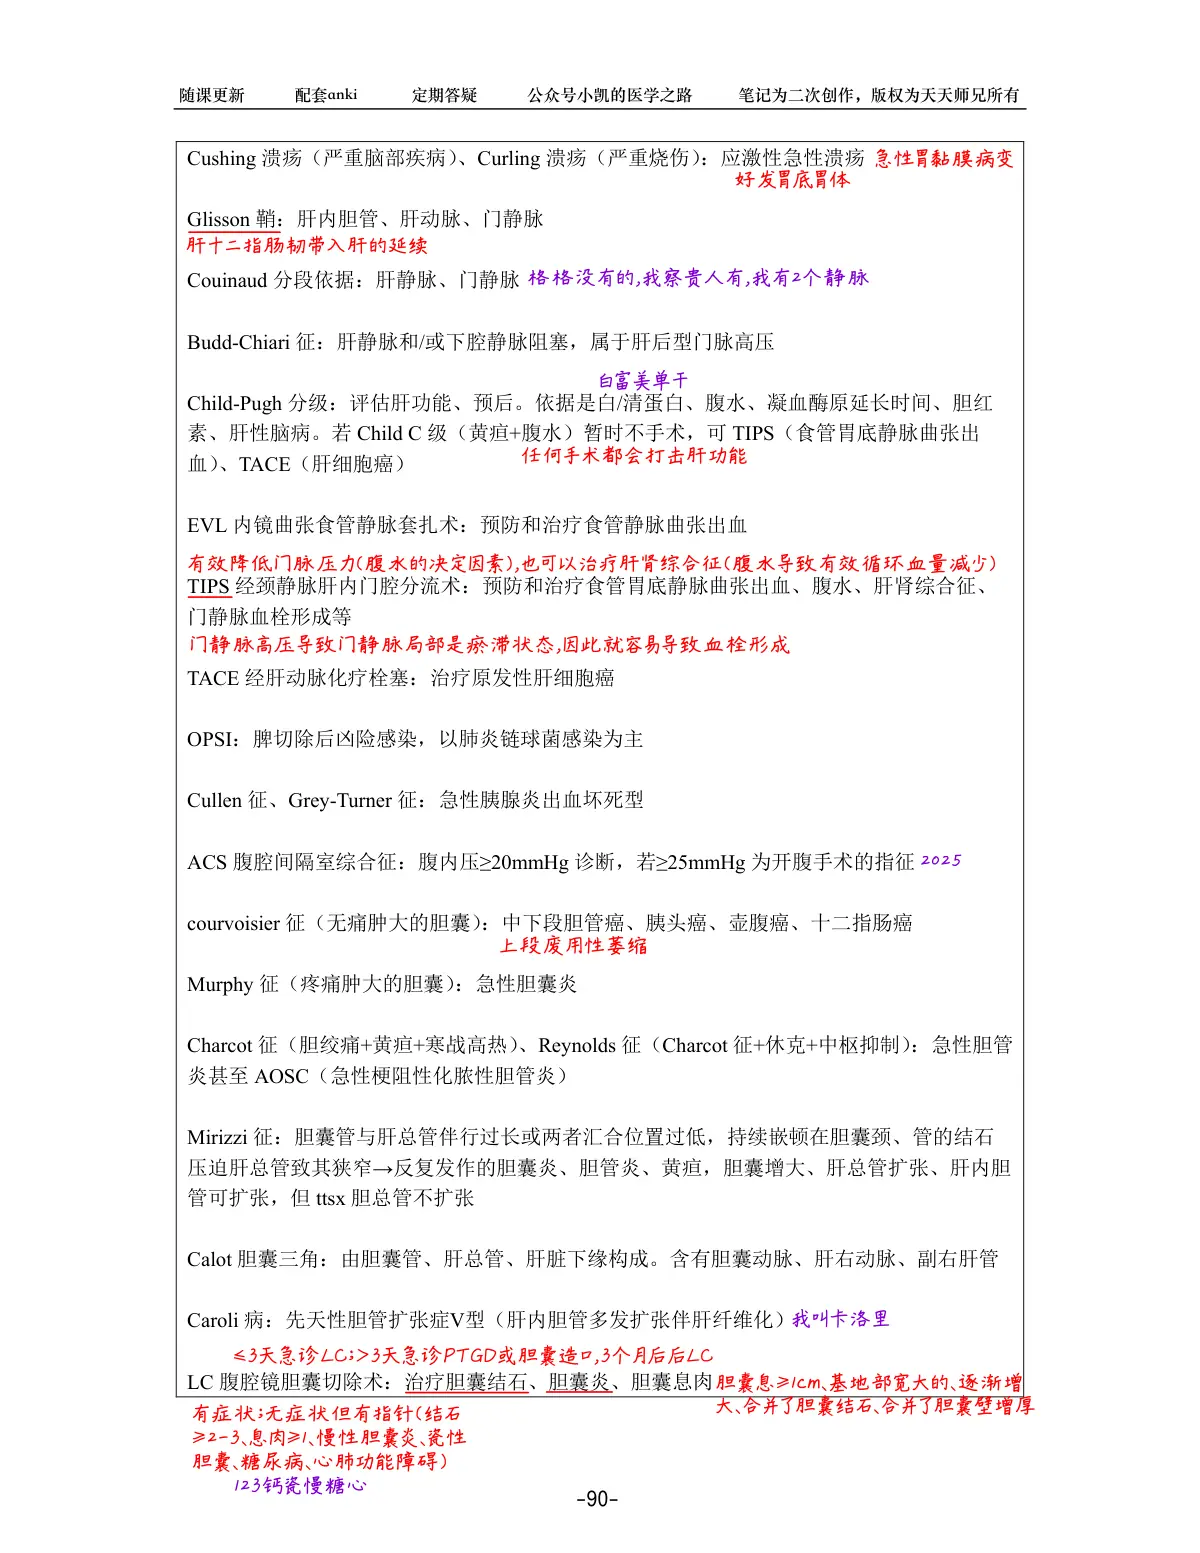 随课更新 配套anki 定期答疑 公众号小凯的医学之路 笔记为二次创作，版权为天天师兄所有
Cushing 溃疡（严重脑部疾病）、Curling 溃疡（严重烧伤）：应激性急性溃疡 急性胃黏膜病变
好发胃底胃体
Glisson 鞘：肝内胆管、肝动脉、门静脉
肝十二指肠韧带入肝的延续
Couinaud 分段依据：肝静脉、门静脉 格格没有的,我察贵人有,我有2个静脉
Budd-Chiari 征：肝静脉和/或下腔静脉阻塞，属于肝后型门脉高压
白富美单干
Child-Pugh 分级：评估肝功能、预后。依据是白/清蛋白、腹水、凝血酶原延长时间、胆红
素、肝性脑病。若 Child C 级（黄疸+腹水）暂时不手术，可 TIPS（食管胃底静脉曲张出
血）、TACE（肝细胞癌） 任何手术都会打击肝功能
EVL 内镜曲张食管静脉套扎术：预防和治疗食管静脉曲张出血
有效降低门脉压力(腹水的决定因素),也可以治疗肝肾综合征(腹水导致有效循环血量减少)
TIPS 经颈静脉肝内门腔分流术：预防和治疗食管胃底静脉曲张出血、腹水、肝肾综合征、
门静脉血栓形成等
门静脉高压导致门静脉局部是瘀滞状态,因此就容易导致血栓形成
TACE 经肝动脉化疗栓塞：治疗原发性肝细胞癌
OPSI：脾切除后凶险感染，以肺炎链球菌感染为主
Cullen 征、Grey-Turner 征：急性胰腺炎出血坏死型
ACS 腹腔间隔室综合征：腹内压≥20mmHg 诊断，若≥25mmHg 为开腹手术的指征 2025
courvoisier 征（无痛肿大的胆囊）：中下段胆管癌、胰头癌、壶腹癌、十二指肠癌
上段废用性萎缩
Murphy 征（疼痛肿大的胆囊）：急性胆囊炎
Charcot 征（胆绞痛+黄疸+寒战高热）、Reynolds 征（Charcot 征+休克+中枢抑制）：急性胆管
炎甚至 AOSC（急性梗阻性化脓性胆管炎）
Mirizzi 征：胆囊管与肝总管伴行过长或两者汇合位置过低，持续嵌顿在胆囊颈、管的结石
压迫肝总管致其狭窄→反复发作的胆囊炎、胆管炎、黄疸，胆囊增大、肝总管扩张、肝内胆
管可扩张，但 ttsx 胆总管不扩张
Calot 胆囊三角：由胆囊管、肝总管、肝脏下缘构成。含有胆囊动脉、肝右动脉、副右肝管
Caroli 病：先天性胆管扩张症Ⅴ型（肝内胆管多发扩张伴肝纤维化）我叫卡洛里
≤3天急诊LC;>3天急诊PTGD或胆囊造口,3个月后后LC
LC 腹腔镜胆囊切除术：治疗胆囊结石、胆囊炎、胆囊息肉 胆囊息≥1cm、基地部宽大的、逐渐增
大、合并了胆囊结石、合并了胆囊壁增厚
有症状;无症状但有指针(结石
≥2-3、息肉≥1、慢性胆囊炎、瓷性
胆囊、糖尿病、心肺功能障碍)
123钙瓷慢糖心
-90-